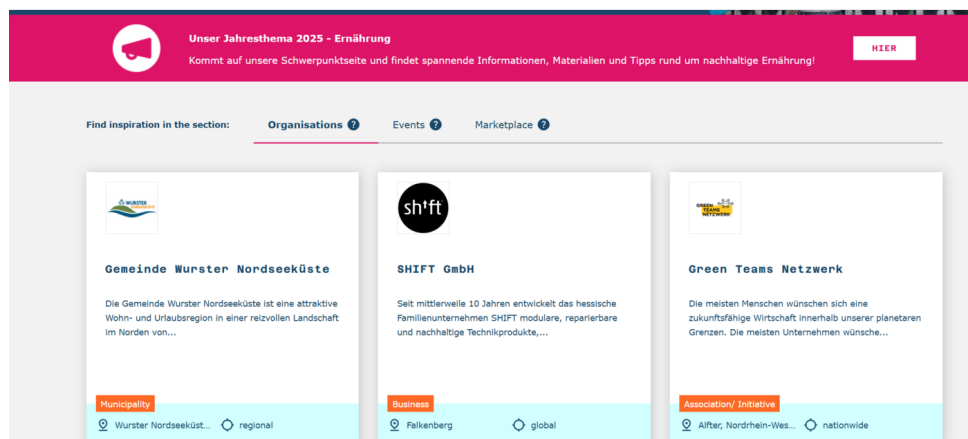 Unser Jahresthema 2025 - Ernährung
Kommt auf unsere Schwerpunktseite und findet spannende Informationen, Materialien und Tipps rund um nachhaltige Ernährung!
HIER
Find inspiration in the section: Organisations ? Events ? Marketplace ?
WURSTER
sh!ft
GREEN
TEAMS
NETZWERK
Gemeinde Wurster Nordseeküste
SHIFT GmbH
Green Teams Netzwerk
Die Gemeinde Wurster Nordseeküste ist eine attraktive
Wohn- und Urlaubsregion in einer reizvollen Landschaft
im Norden von...
Seit mittlerweile 10 Jahren entwickelt das hessische
Familienunternehmen SHIFT modulare, reparierbare
und nachhaltige Technikprodukte,...
Die meisten Menschen wünschen sich eine
zukunftsfähige Wirtschaft innerhalb unserer planetaren
Grenzen. Die meisten Unternehmen wünsche...
Municipality
Wurster Nordseeküst... regional
Business
Falkenberg global
Association/ Initiative
Alfter, Nordrhein-Wes... nationwide